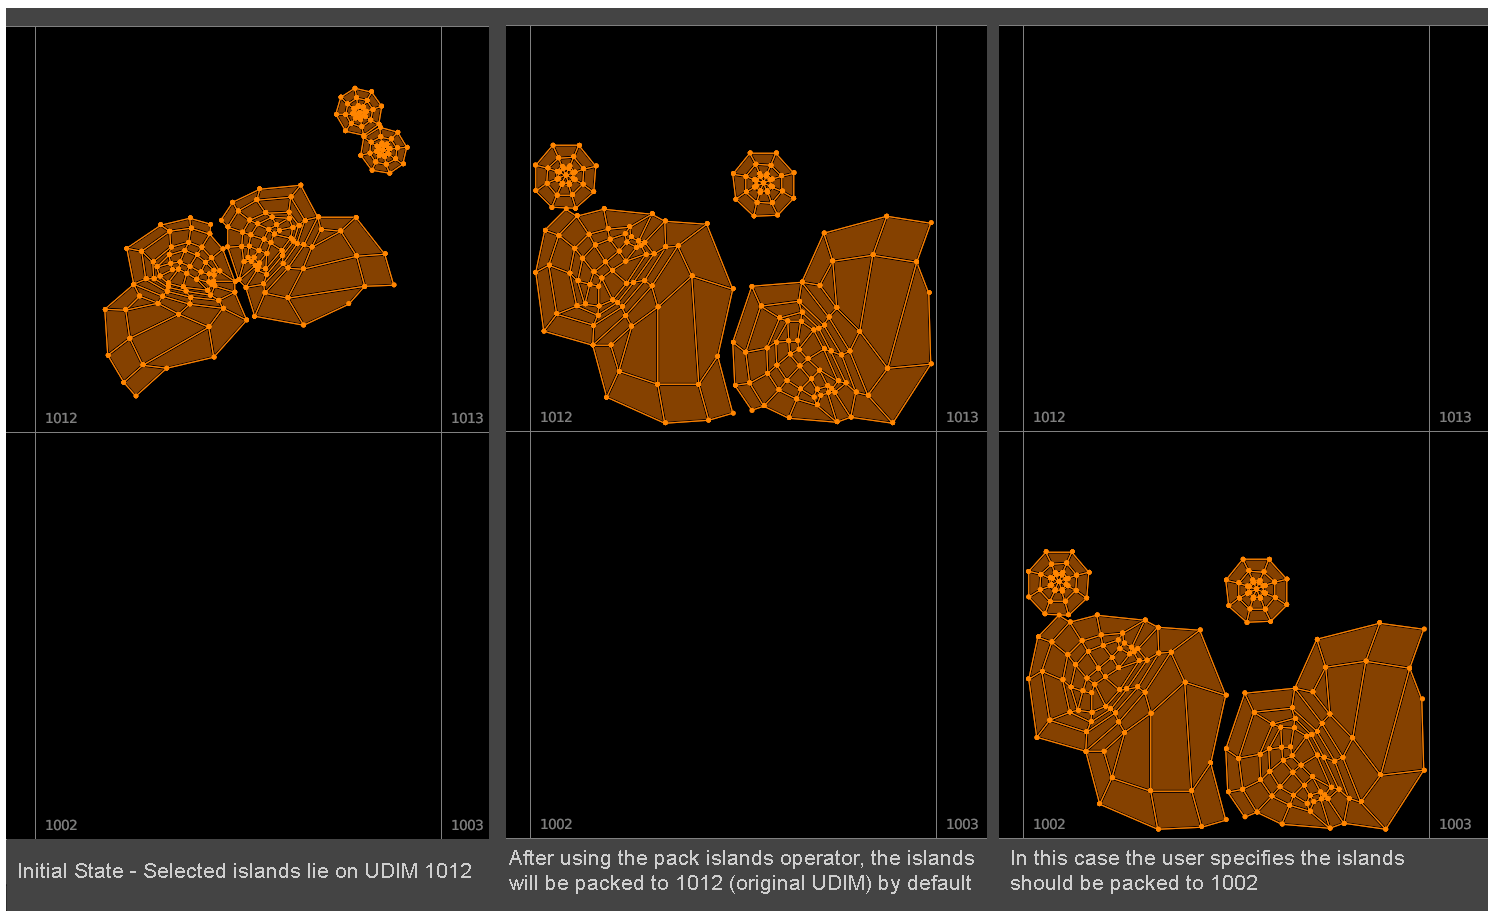 1012
1013
1012
1013
1012
1013
1002
1003
1002
1003
1002
1003
Initial State - Selected islands lie on UDIM 1012
After using the pack islands operator, the islands
will be packed to 1012 (original UDIM) by default
In this case the user specifies the islands
should be packed to 1002